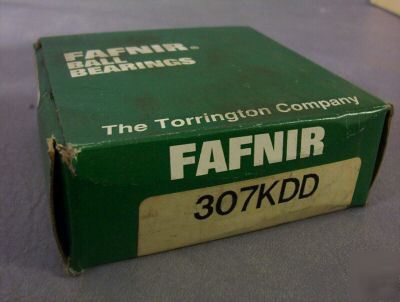 FAFNIR®
BALL
BEARINGS
The Torrington Company
FAFNIR
307KDD